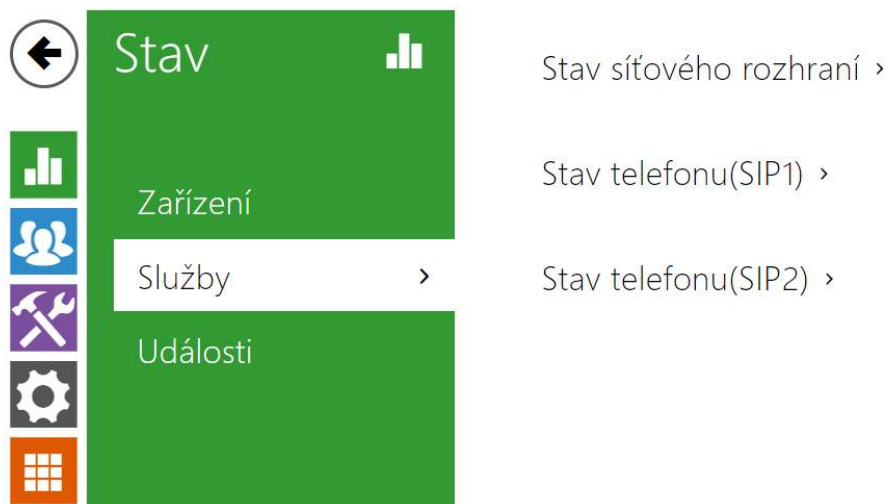 Stav
Zařízení
Služby
Události
Stav síťového rozhraní
Stav telefonu(SIP1)
Stav telefonu(SIP2)